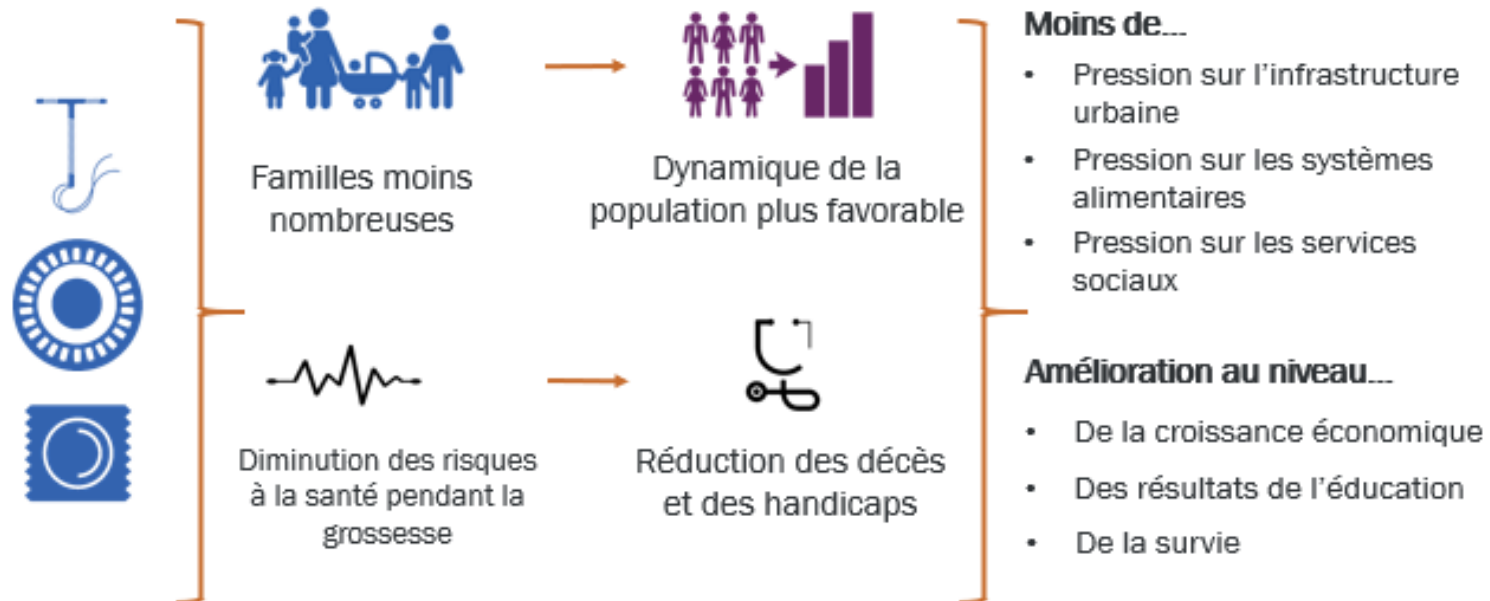 Familles moins
nombreuses
Dynamique de la
population plus favorable
Diminution des risques
à la santé pendant la
grossesse
Réduction des décès
et des handicaps
Moins de...
• Pression sur l'infrastructure
urbaine
• Pression sur les systèmes
alimentaires
• Pression sur les services
sociaux
Amélioration au niveau...
• De la croissance économique
• Des résultats de l'éducation
• De la survie